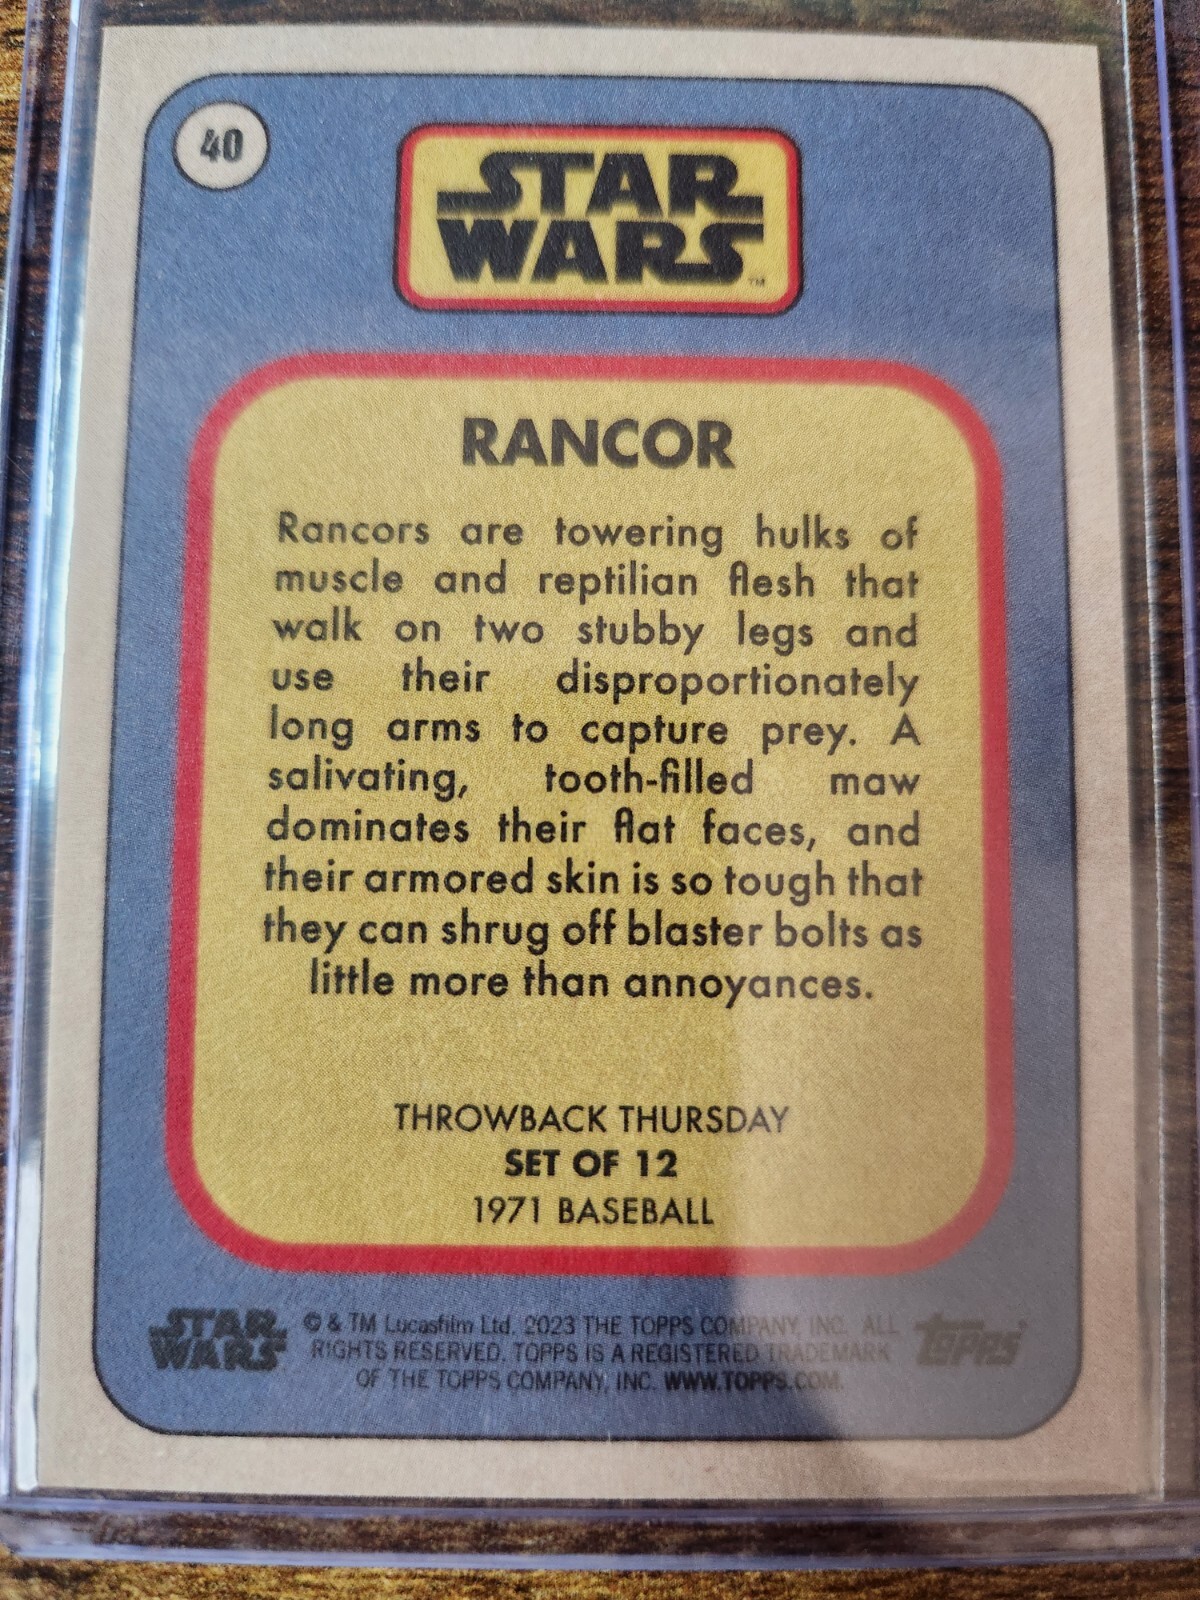 40
STAR
WARS™
RANCOR
Rancors are towering hulks of
muscle and reptilian flesh that
walk on two stubby legs and
use their disproportionately
long arms to capture prey. A
salivating, tooth-filled maw
dominates their flat faces, and
their armored skin is so tough that
they can shrug off blaster bolts as
little more than annoyances.
THROWBACK THURSDAY
SET OF 12
1971 BASEBALL
STAR
WARS
© & TM Lucasfilm Ltd. 2023 THE TOPPS COMPANY, INC. ALL
RIGHTS RESERVED. TOPPS IS A REGISTERED TRADEMARK
OF THE TOPPS COMPANY, INC. WWW.TOPPS.COM.
TOPPS